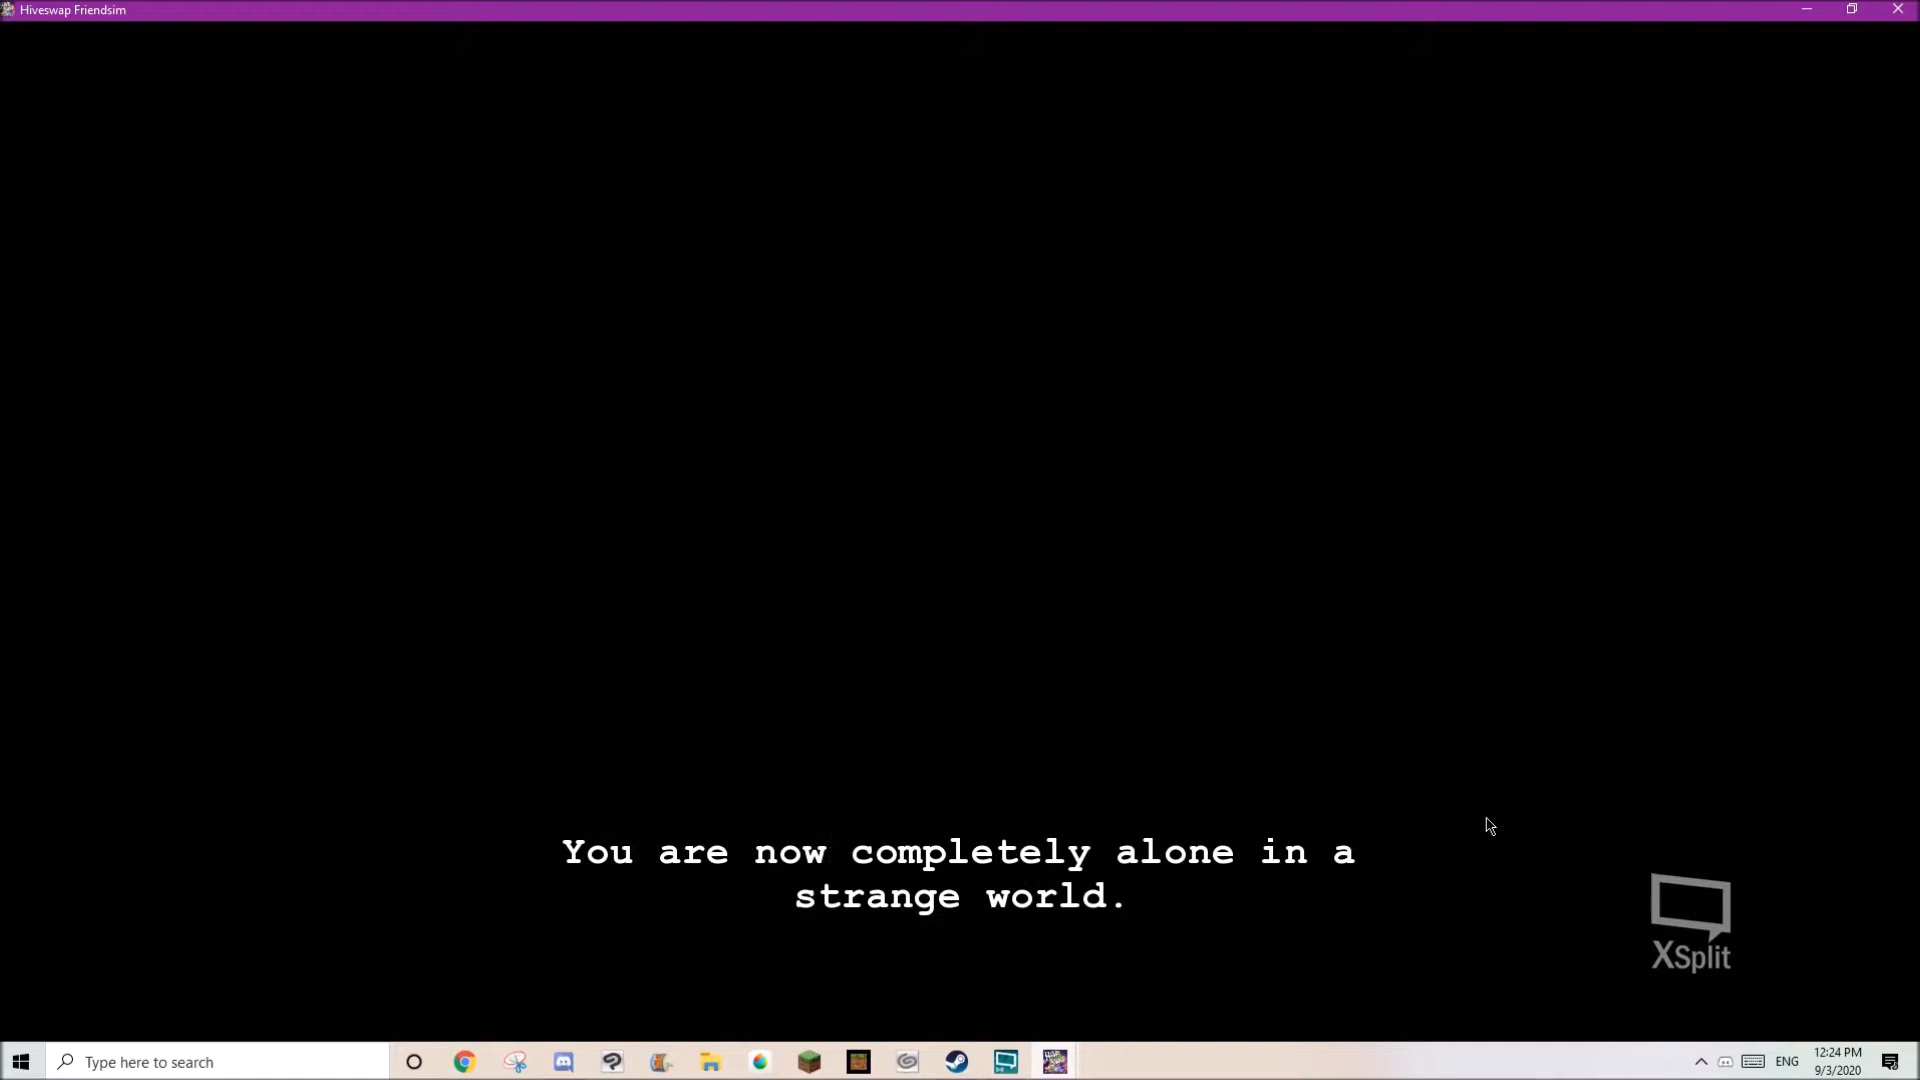 Hiveswap Friendsim
You are now completely alone in a
strange world.
XSplit
Type here to search
ENG
12:24 PM
9/3/2020